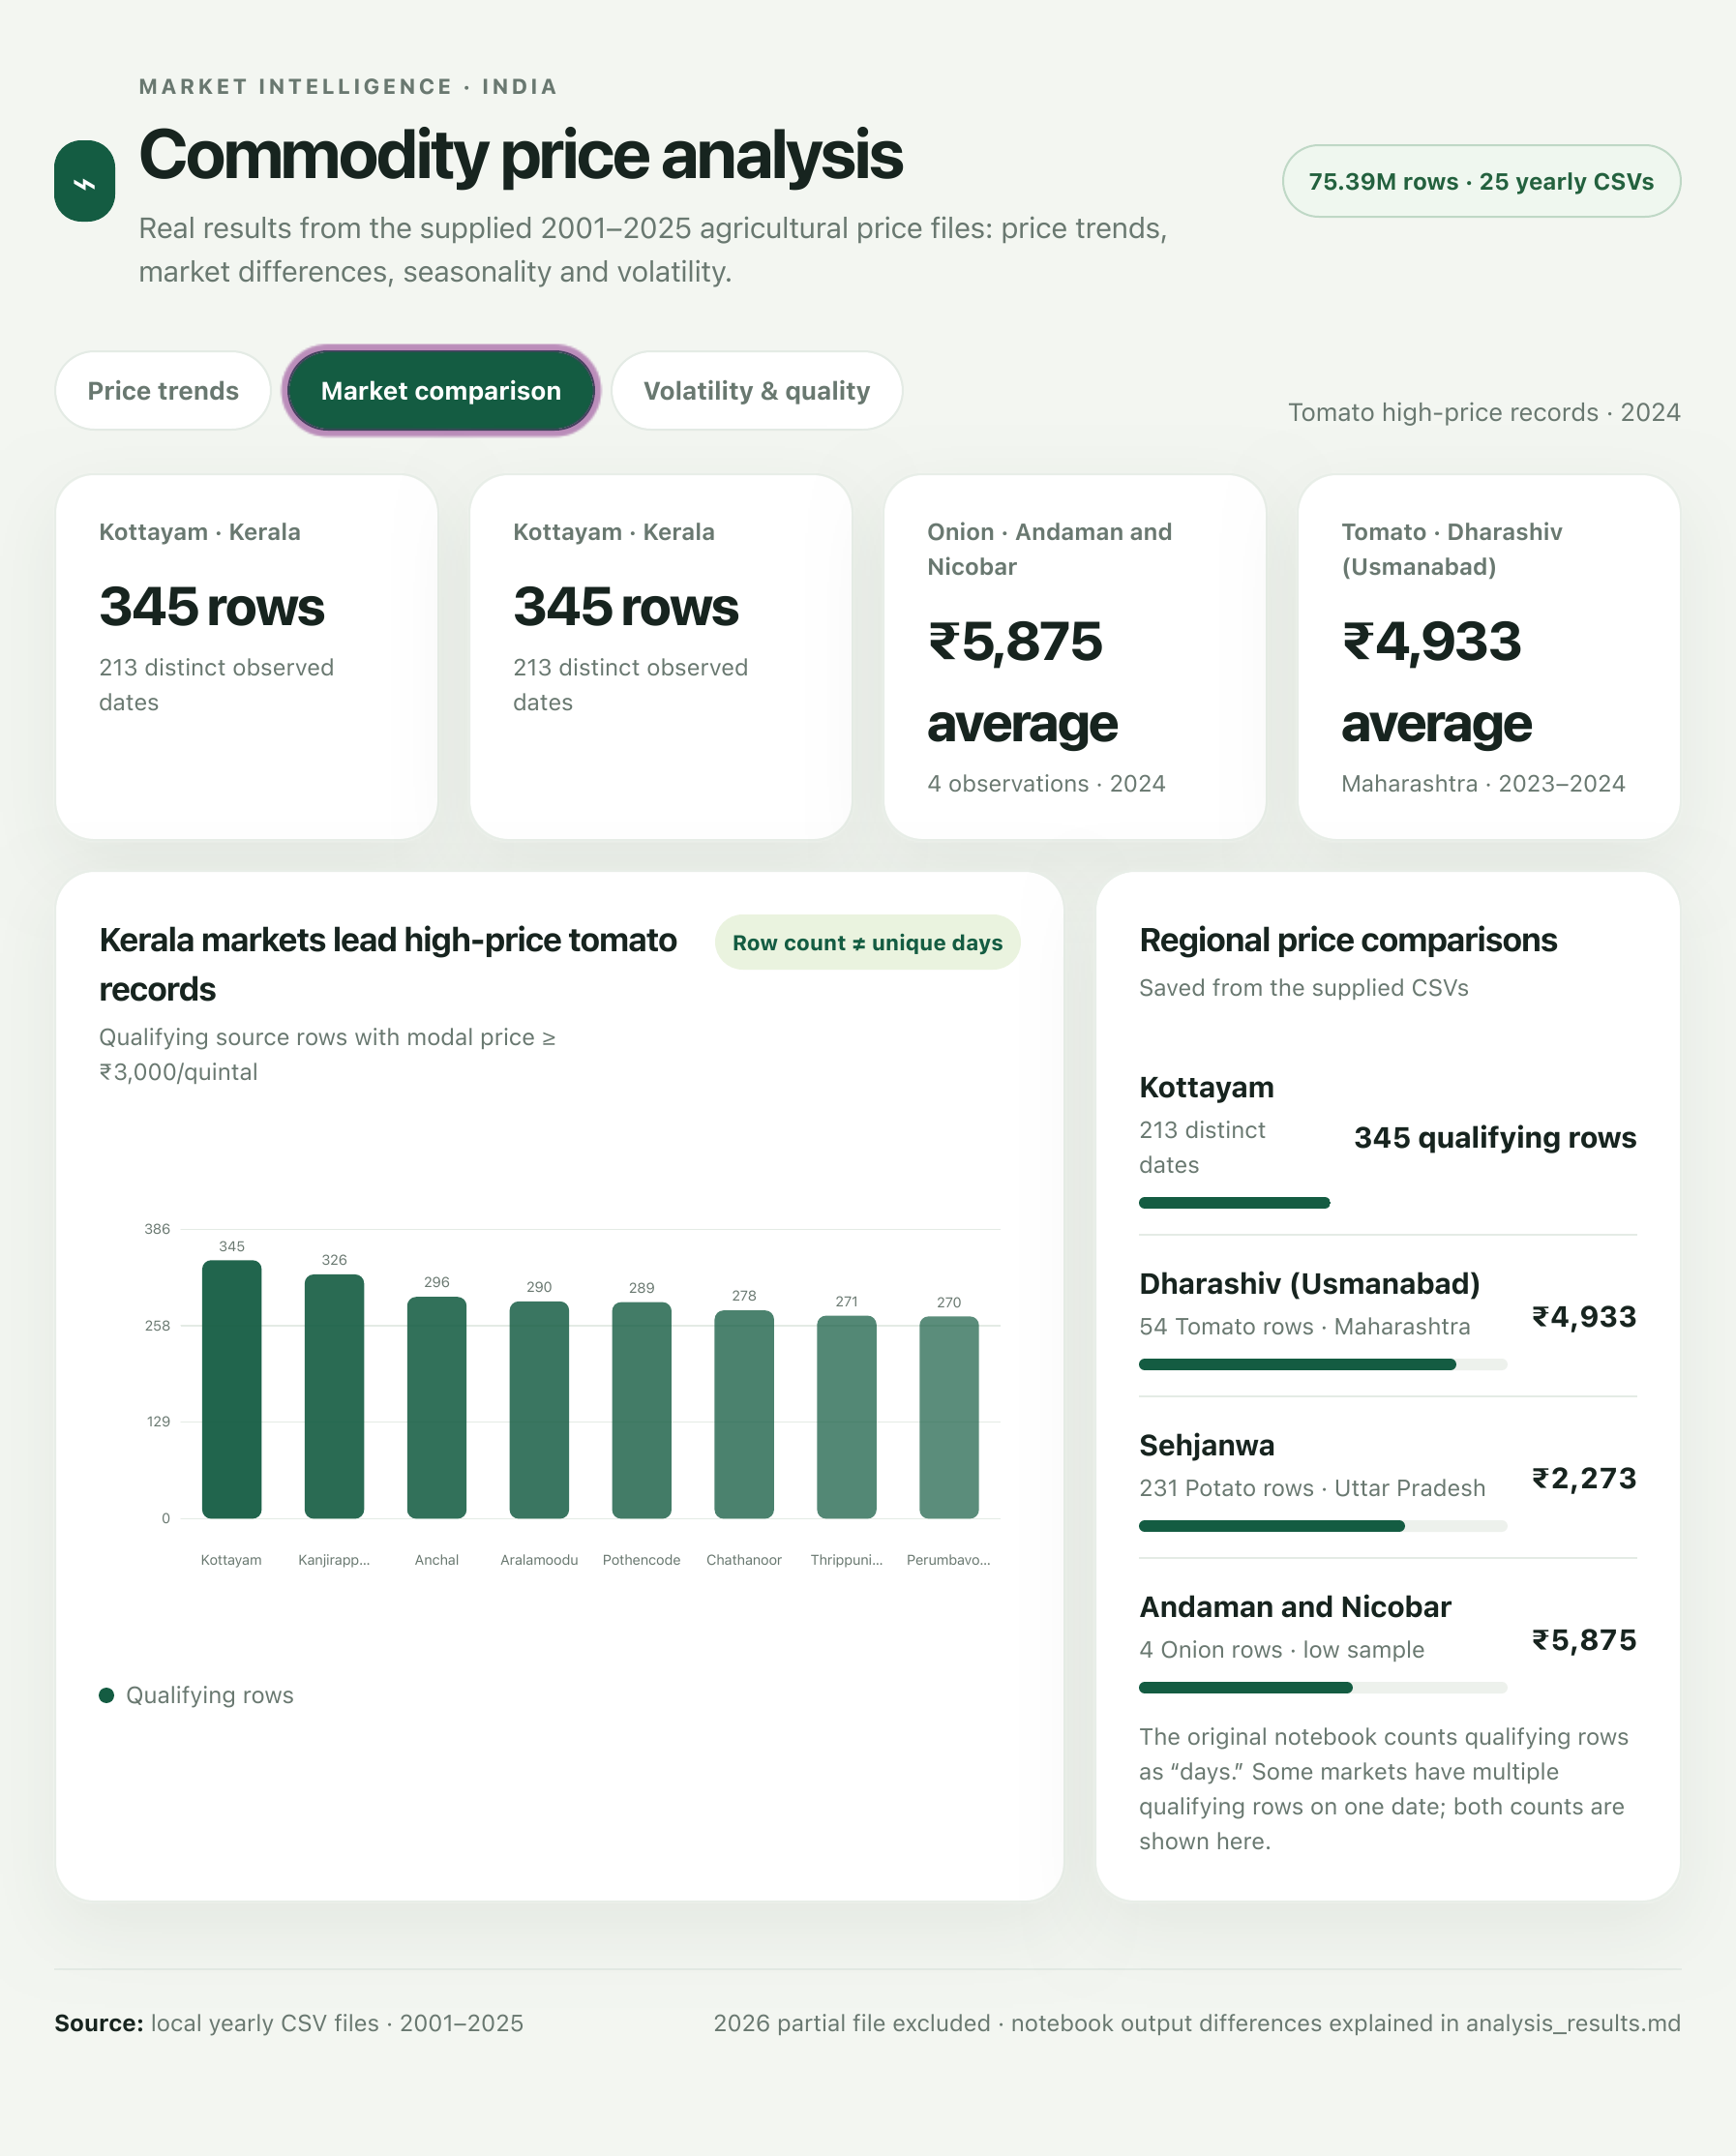 MARKET INTELLIGENCE · INDIA
Commodity price analysis
Real results from the supplied 2001–2025 agricultural price files: price trends,
market differences, seasonality and volatility.
75.39M rows · 25 yearly CSVs
Price trends
Market comparison
Volatility & quality
Tomato high-price records · 2024
Kottayam · Kerala
345 rows
213 distinct observed
dates
Kottayam · Kerala
345 rows
213 distinct observed
dates
Onion · Andaman and
Nicobar
₹5,875
average
4 observations · 2024
Tomato · Dharashiv
(Usmanabad)
₹4,933
average
Maharashtra · 2023–2024
Kerala markets lead high-price tomato
records
Row count ≠ unique days
Qualifying source rows with modal price ≥
₹3,000/quintal
386
258
129
0
345
326
296
290
289
278
271
270
Kottayam
Kanjirapp...
Anchal
Aralamoodu
Pothencode
Chathanoor
Thrippuni...
Perumbavo...
Qualifying rows
Regional price comparisons
Saved from the supplied CSVs
Kottayam
213 distinct
dates
345 qualifying rows
Dharashiv (Usmanabad)
54 Tomato rows · Maharashtra
₹4,933
Sehjanwa
231 Potato rows · Uttar Pradesh
₹2,273
Andaman and Nicobar
4 Onion rows · low sample
₹5,875
The original notebook counts qualifying rows
as “days.” Some markets have multiple
qualifying rows on one date; both counts are
shown here.
Source: local yearly CSV files · 2001–2025
2026 partial file excluded · notebook output differences explained in analysis_results.md